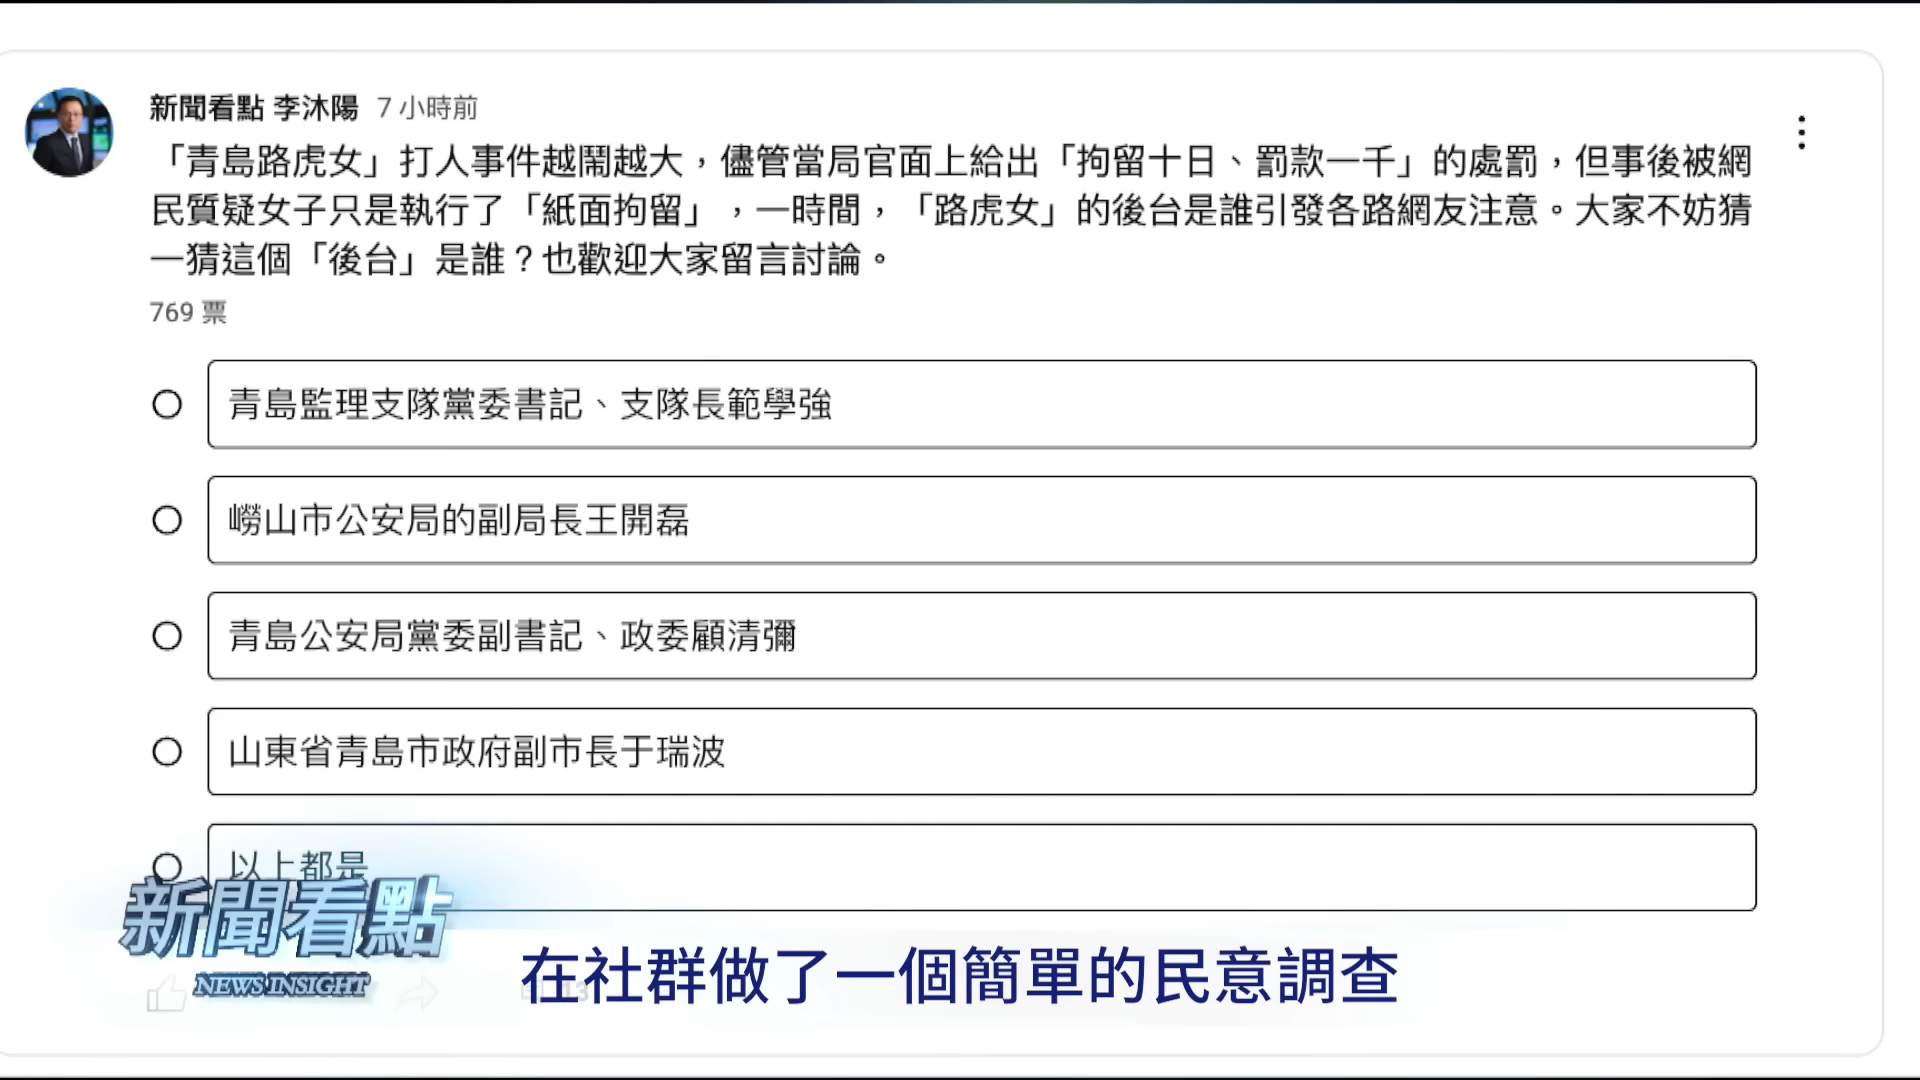 新聞看點 李沐陽 7 小時前
「青島路虎女」打人事件越鬧越大，儘管當局官面上給出「拘留十日、罰款一千」的處罰，但事後被網
民質疑女子只是執行了「紙面拘留」，一時間，「路虎女」的後台是誰引發各路網友注意。大家不妨猜
一猜這個「後台」是誰？也歡迎大家留言討論。
769 票
青島監理支隊黨委書記、支隊長範學強
嶗山市公安局的副局長王開磊
青島公安局黨委副書記、政委顧清彌
山東省青島市政府副市長于瑞波
以上都是
新聞看點
NEWS INSIGHT
在社群做了一個簡單的民意調查